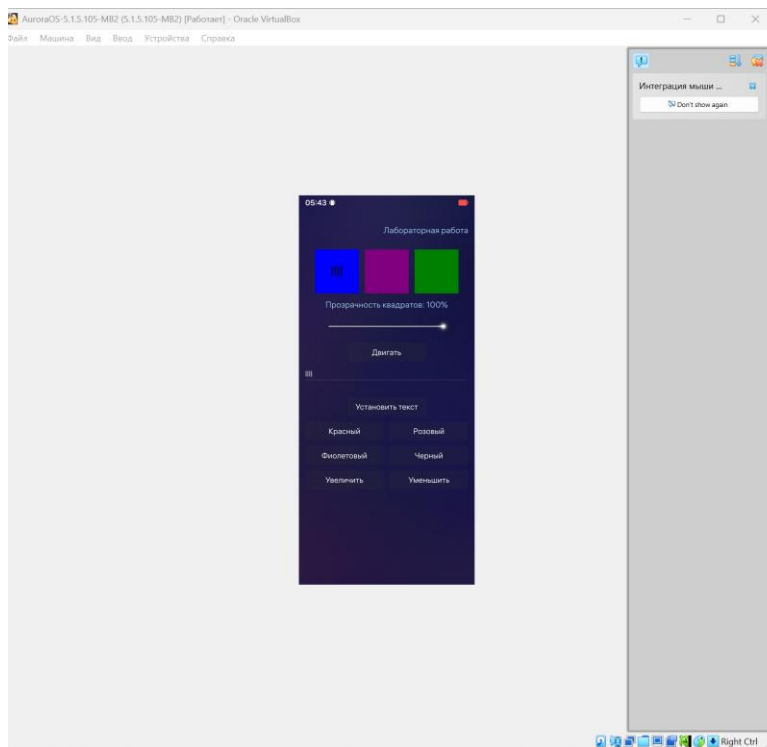 AuroraOS-5.1.5.105-MB2 (5.1.5.105-MB2) [Работает] - Oracle VirtualBox
Файл Машина Вид Ввод Устройства Справка
Интеграция мыши ...
Don't show again
05:43
Лабораторная работа
Прозрачность квадратов: 100%
Двигать
Установить текст
Красный Розовый
Фиолетовый Черный
Увеличить Уменьшить
Right Ctrl